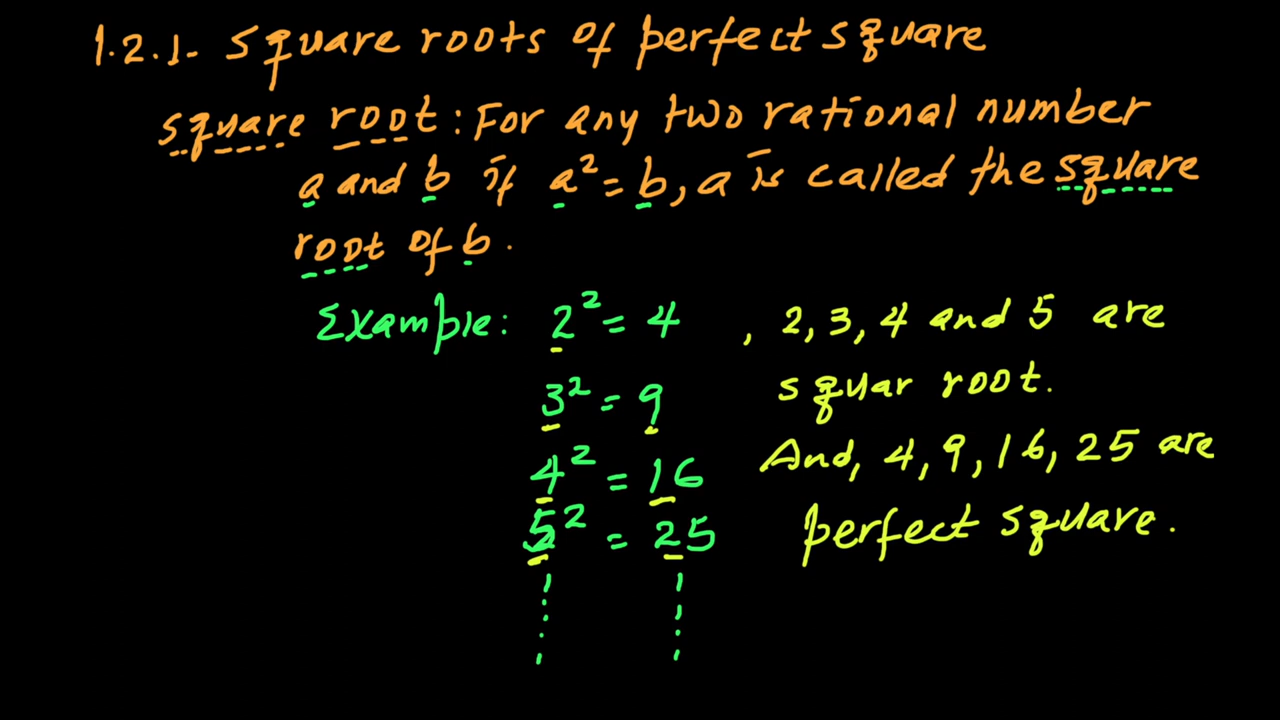 1.2.1. square roots of perfect square
square root : For any two rational number
a and b if a² = b, a is called the square
root of b.
Example: 2² = 4 , 2, 3, 4 and 5 are
3² = 9 squar root.
4² = 16 And, 4, 9, 16, 25 are
5² = 25 perfect square.